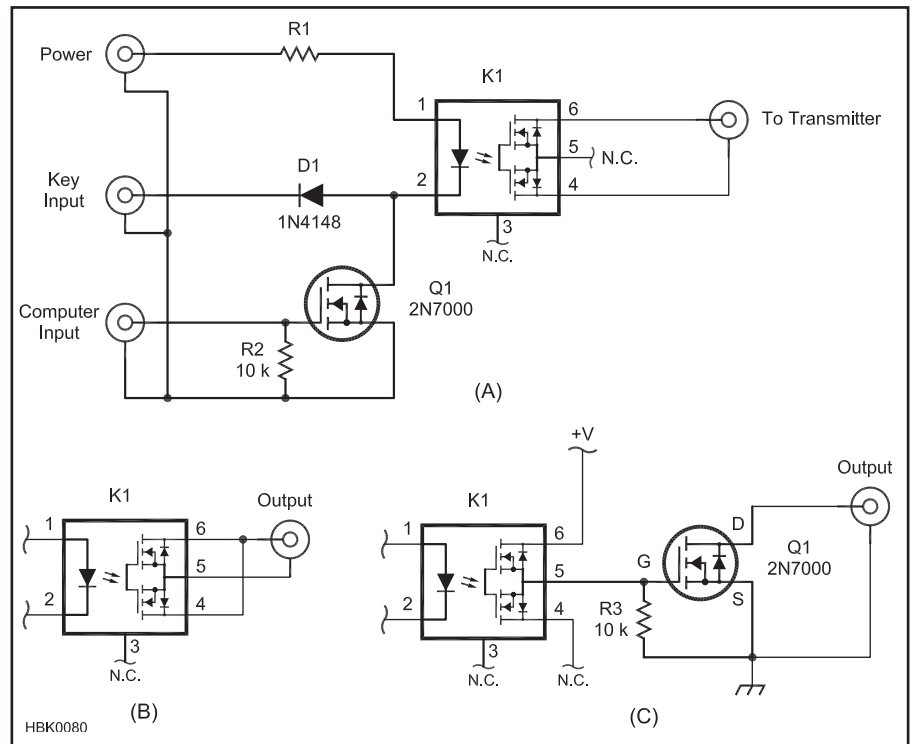 R1
Power
K1
1
6
To Transmitter
5
N.C.
2
4
Key
Input
D1
1N4148
3
N.C.
Q1
2N7000
Computer
Input
R2
10 k
(A)
+V
K1
Output
1
6
5
2
4
3
N.C.
(B)
K1
1
6
5
2
4
3
N.C.
N.C.
G
D
S
R3
10 k
Q1
2N7000
Output
(C)
HBK0080